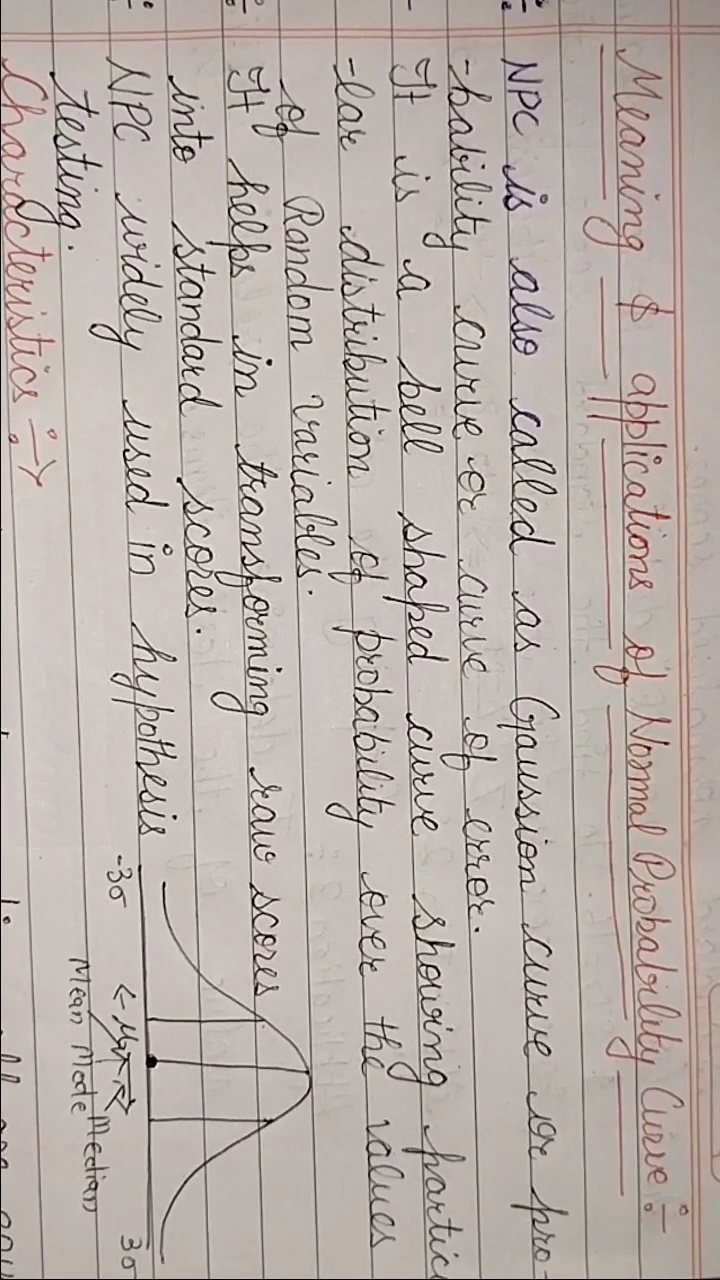 Meaning & applications of Normal Probability Curve :-
NPC is also called as Gaussion curve or pro-
-bability curve or curve of error.
It is a bell shaped curve showing particu
-lar distribution of probability over the values
of Random variables.
It helps in transforming raw scores
into standard scores.
NPC widely used in hypothesis
testing.
-3σ
3σ
Mean Mode Median
Characteristics :->